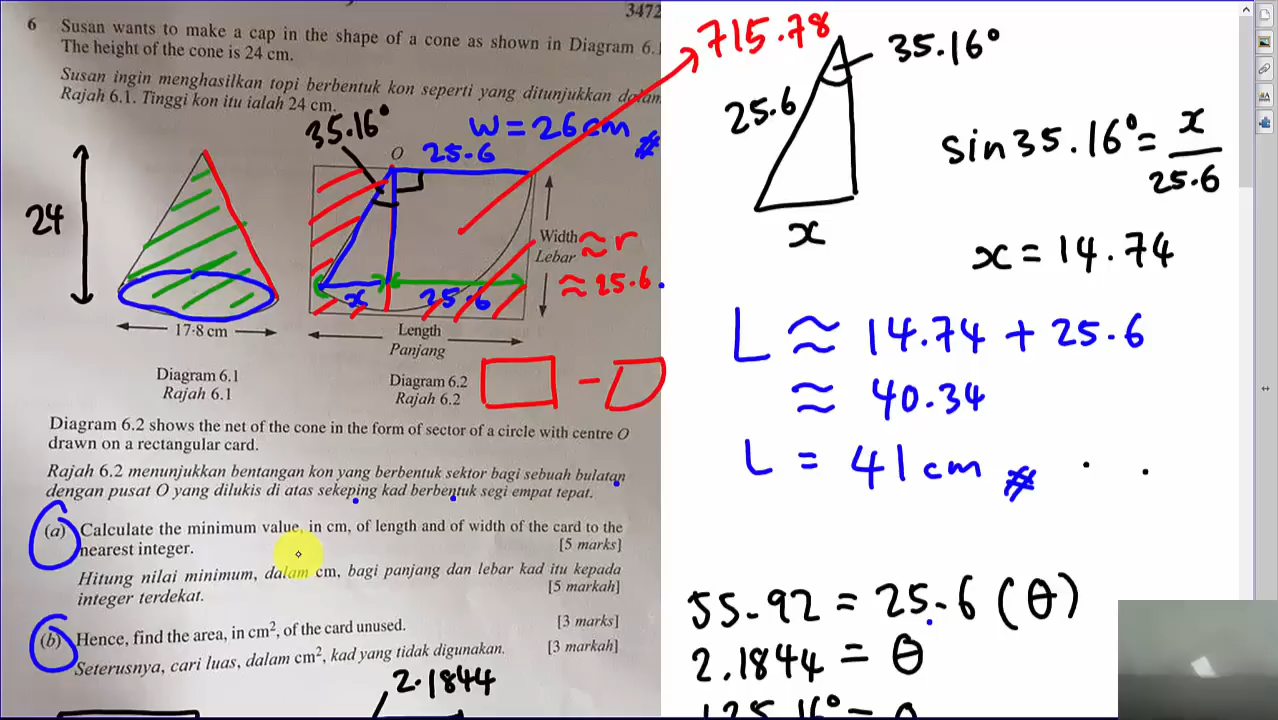 3472
6 Susan wants to make a cap in the shape of a cone as shown in Diagram 6.1
The height of the cone is 24 cm.
Susan ingin menghasilkan topi berbentuk kon seperti yang ditunjukkan dalam
Rajah 6.1. Tinggi kon itu ialah 24 cm.
35.16°
w = 26cm #
O
25.6
24
Width ≈ r
Lebar ≈ 25.6.
x
25.6
17·8 cm
Length
Panjang
Diagram 6.1
Rajah 6.1
Diagram 6.2
Rajah 6.2
−
Diagram 6.2 shows the net of the cone in the form of sector of a circle with centre O
drawn on a rectangular card.
Rajah 6.2 menunjukkan bentangan kon yang berbentuk sektor bagi sebuah bulatan
dengan pusat O yang dilukis di atas sekeping kad berbentuk segi empat tepat.
(a) Calculate the minimum value, in cm, of length and of width of the card to the
nearest integer. [5 marks]
Hitung nilai minimum, dalam cm, bagi panjang dan lebar kad itu kepada
integer terdekat. [5 markah]
(b) Hence, find the area, in cm², of the card unused. [3 marks]
Seterusnya, cari luas, dalam cm², kad yang tidak digunakan. [3 markah]
2.1844
715.78
35.16°
25.6
x
sin35.16° = x/25.6
x = 14.74
L ≈ 14.74 + 25.6
≈ 40.34
L = 41cm #
55.92 = 25.6 (θ)
2.1844 = θ
125.16° = θ